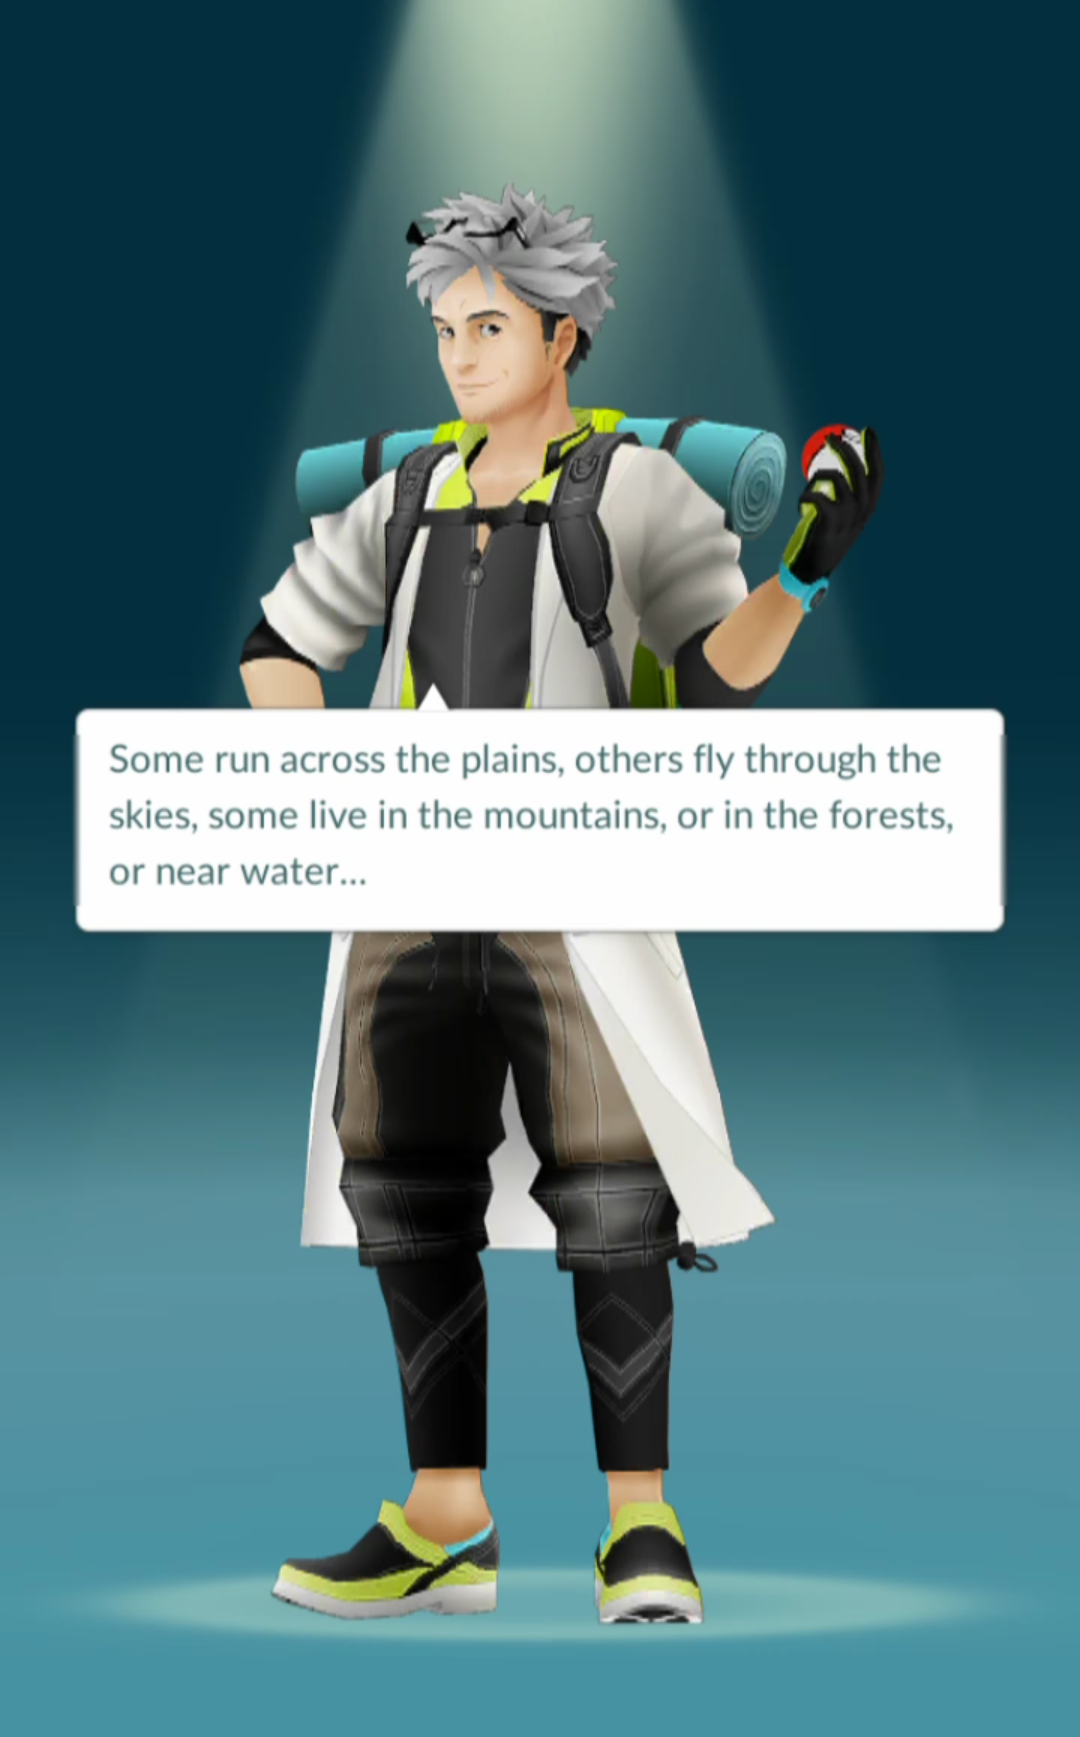 Some run across the plains, others fly through the
skies, some live in the mountains, or in the forests,
or near water...